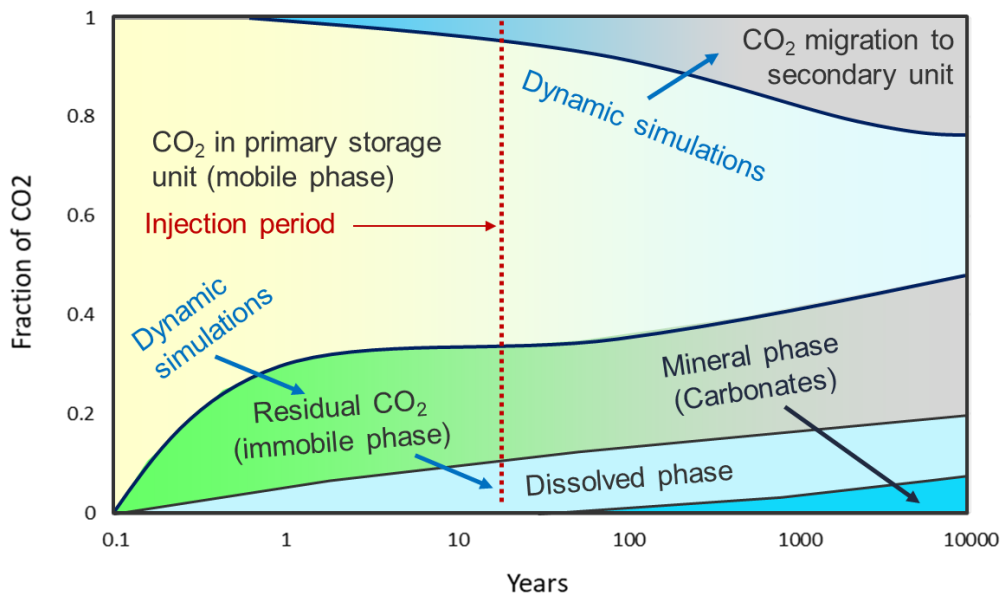 1
0.8
0.6
0.4
0.2
0
Fraction of CO2
CO₂ migration to
secondary unit
Dynamic simulations
CO₂ in primary storage
unit (mobile phase)
Injection period
Dynamic
simulations
Residual CO₂
(immobile phase)
Mineral phase
(Carbonates)
Dissolved phase
0.1 1 10 100 1000 10000
Years